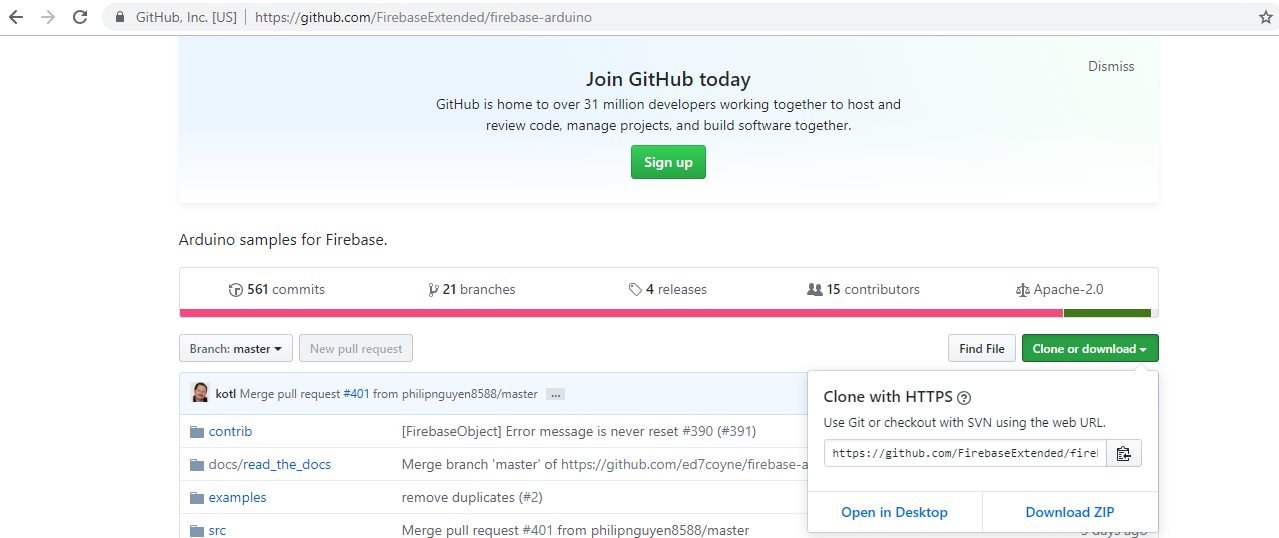 GitHub, Inc. [US] | https://github.com/FirebaseExtended/firebase-arduino
Join GitHub today
Dismiss
GitHub is home to over 31 million developers working together to host and
review code, manage projects, and build software together.
Sign up
Arduino samples for Firebase.
561 commits 21 branches 4 releases 15 contributors Apache-2.0
Branch: master New pull request Find File Clone or download
kotl Merge pull request #401 from philipnguyen8588/master ...
Clone with HTTPS
Use Git or checkout with SVN using the web URL.
https://github.com/FirebaseExtended/fire
contrib [FirebaseObject] Error message is never reset #390 (#391)
docs/read_the_docs Merge branch 'master' of https://github.com/ed7coyne/firebase-a
examples remove duplicates (#2)
Open in Desktop Download ZIP
src Merge pull request #401 from philipnguyen8588/master